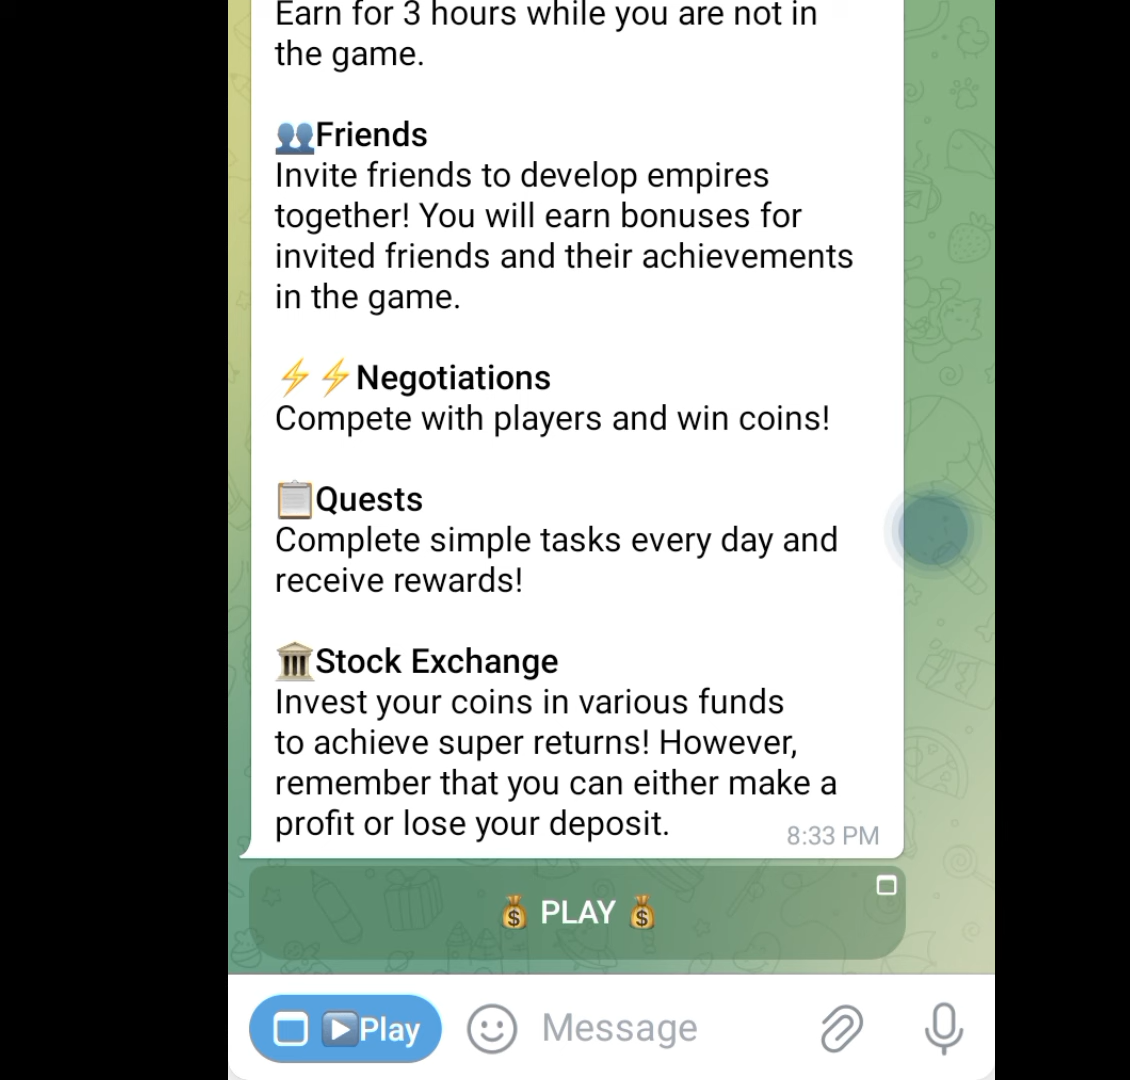 Earn for 3 hours while you are not in
the game.
👥Friends
Invite friends to develop empires
together! You will earn bonuses for
invited friends and their achievements
in the game.
⚡⚡Negotiations
Compete with players and win coins!
📋Quests
Complete simple tasks every day and
receive rewards!
🏛Stock Exchange
Invest your coins in various funds
to achieve super returns! However,
remember that you can either make a
profit or lose your deposit.
8:33 PM
💰 PLAY 💰
▶️Play
Message